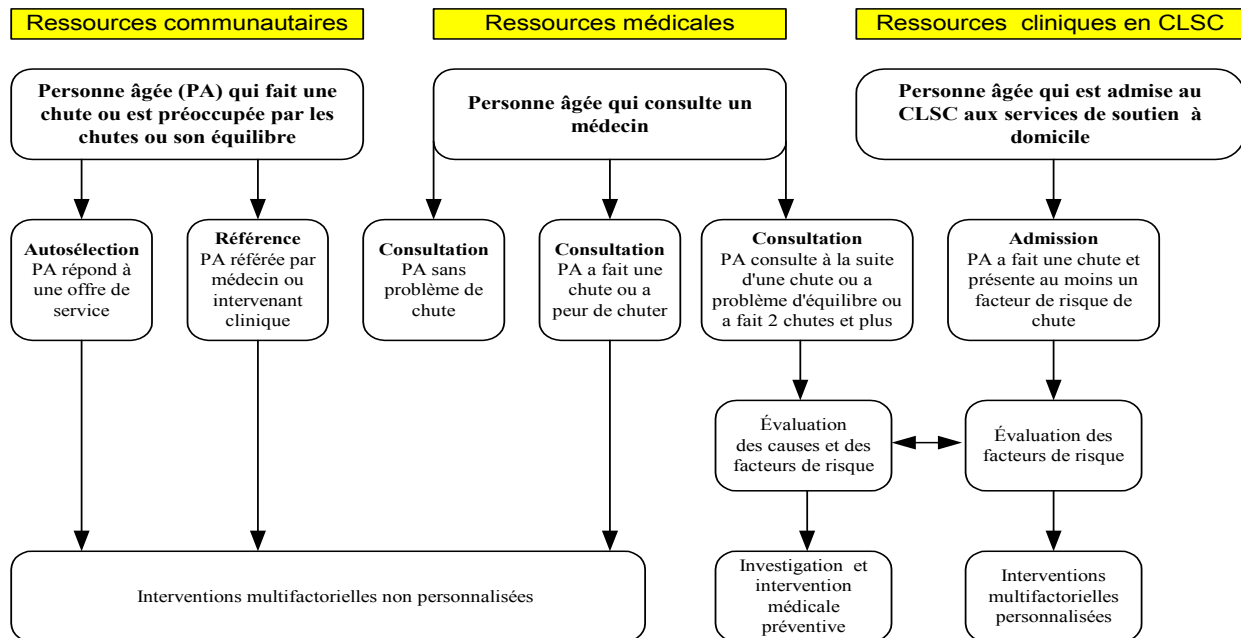 Ressources communautaires
Ressources médicales
Ressources cliniques en CLSC
Personne âgée (PA) qui fait une
chute ou est préoccupée par les
chutes ou son équilibre
Personne âgée qui consulte un
médecin
Personne âgée qui est admise au
CLSC aux services de soutien à
domicile
Autosélection
PA répond à
une offre de
service
Référence
PA référée par
médecin ou
intervenant
clinique
Consultation
PA sans
problème de
chute
Consultation
PA a fait une
chute ou a
peur de chuter
Consultation
PA consulte à la suite
d'une chute ou a
problème d'équilibre ou
a fait 2 chutes et plus
Admission
PA a fait une chute et
présente au moins un
facteur de risque de
chute
Évaluation
des causes et des
facteurs de risque
Évaluation des
facteurs de risque
Interventions multifactorielles non personnalisées
Investigation et
intervention
médicale
préventive
Interventions
multifactorielles
personnalisées